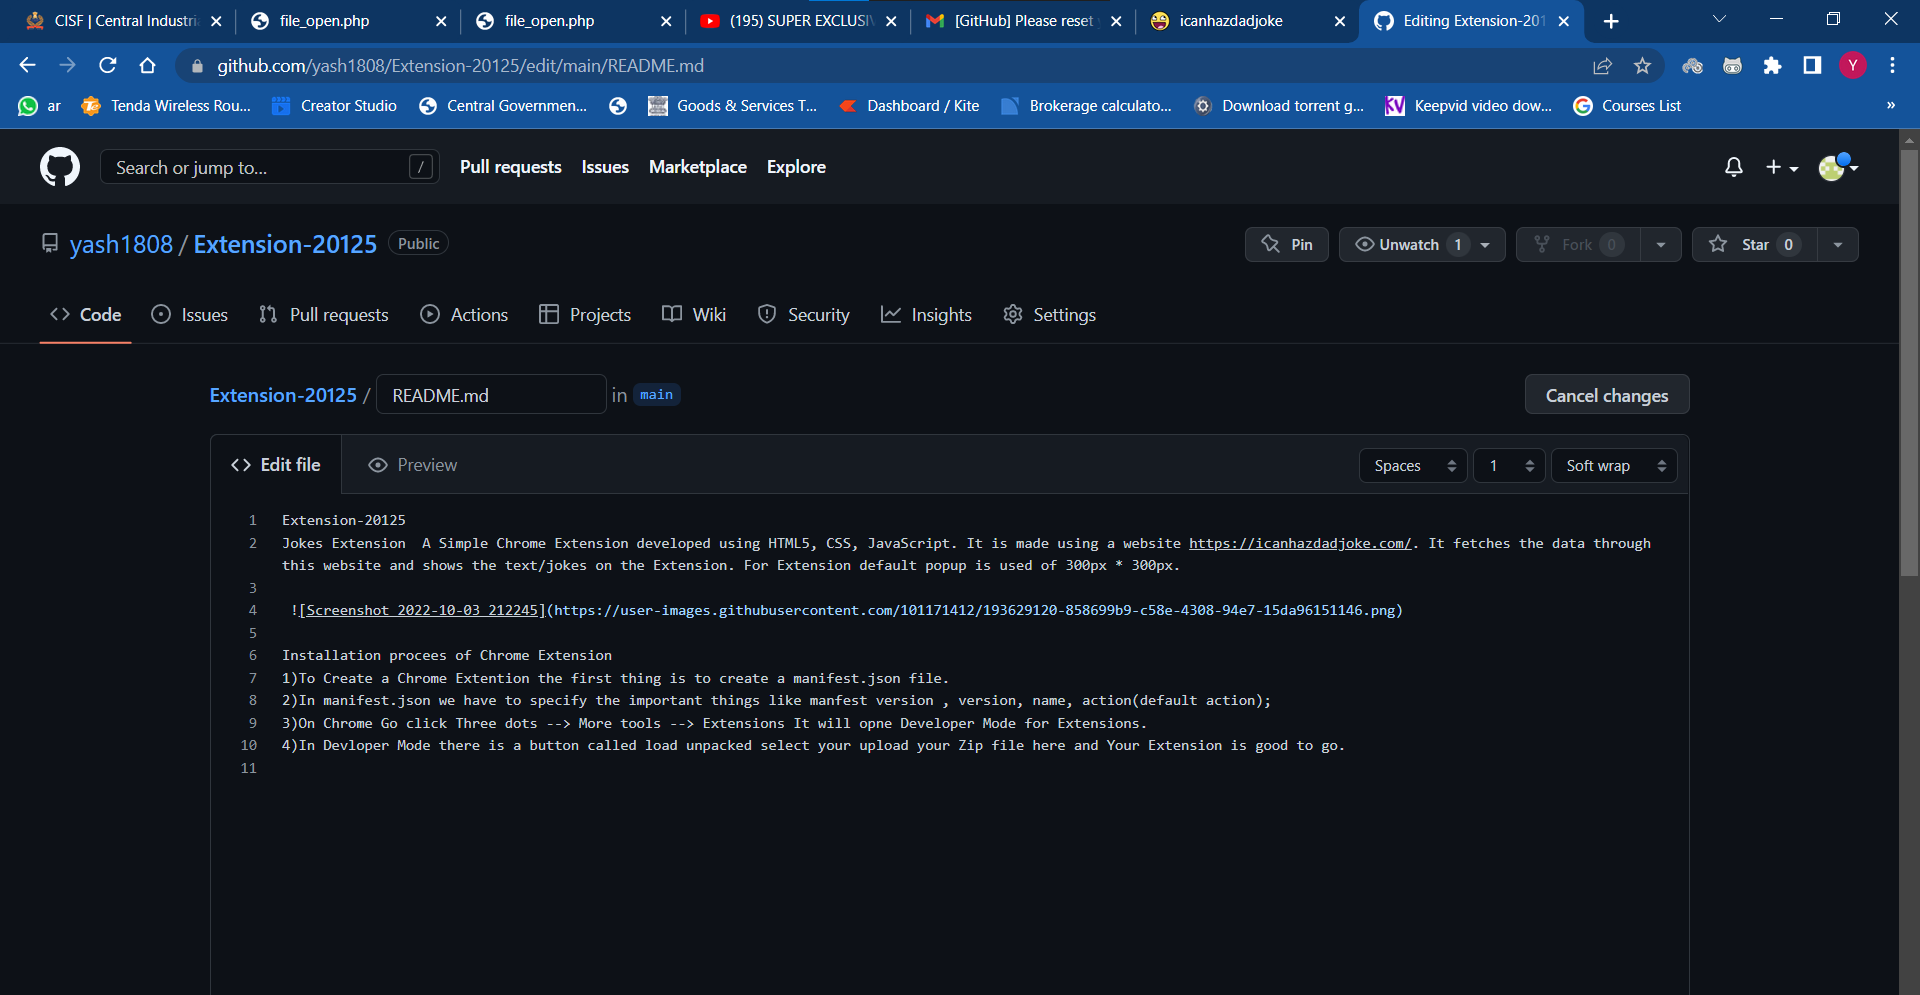 CISF | Central Industri
file_open.php
file_open.php
(195) SUPER EXCLUSIV
[GitHub] Please reset y
icanhazdadjoke
Editing Extension-201
github.com/yash1808/Extension-20125/edit/main/README.md
Y
ar
Tenda Wireless Rou...
Creator Studio
Central Governmen...
Goods & Services T...
Dashboard / Kite
Brokerage calculato...
Download torrent g...
KV
Keepvid video dow...
Courses List
»
Search or jump to...
/
Pull requests
Issues
Marketplace
Explore
yash1808 / Extension-20125
Public
Pin
Unwatch 1
Fork 0
Star 0
Code
Issues
Pull requests
Actions
Projects
Wiki
Security
Insights
Settings
Extension-20125 / README.md in main
Cancel changes
Edit file
Preview
Spaces
1
Soft wrap
1 Extension-20125
2 Jokes Extension  A Simple Chrome Extension developed using HTML5, CSS, JavaScript. It is made using a website https://icanhazdadjoke.com/. It fetches the data through
this website and shows the text/jokes on the Extension. For Extension default popup is used of 300px * 300px.
3
4 ![Screenshot 2022-10-03 212245](https://user-images.githubusercontent.com/101171412/193629120-858699b9-c58e-4308-94e7-15da96151146.png)
5
6 Installation procees of Chrome Extension
7 1)To Create a Chrome Extention the first thing is to create a manifest.json file.
8 2)In manifest.json we have to specify the important things like manfest version , version, name, action(default action);
9 3)On Chrome Go click Three dots --> More tools --> Extensions It will opne Developer Mode for Extensions.
10 4)In Devloper Mode there is a button called load unpacked select your upload your Zip file here and Your Extension is good to go.
11